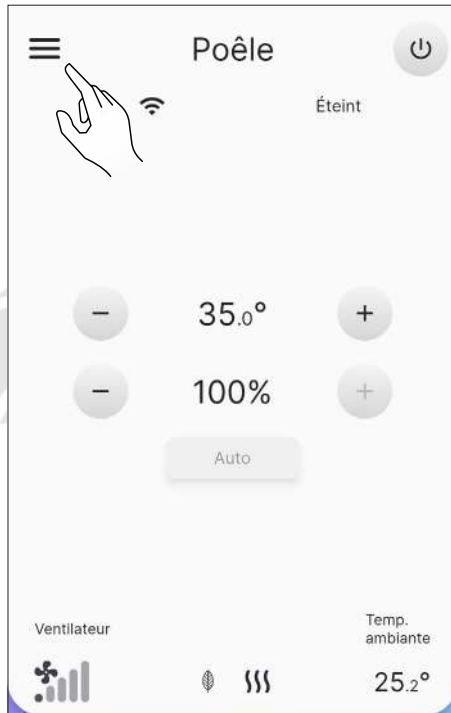 Poêle
Éteint
− 35.0° +
− 100% +
Auto
Ventilateur
Temp.
ambiante
25.2°